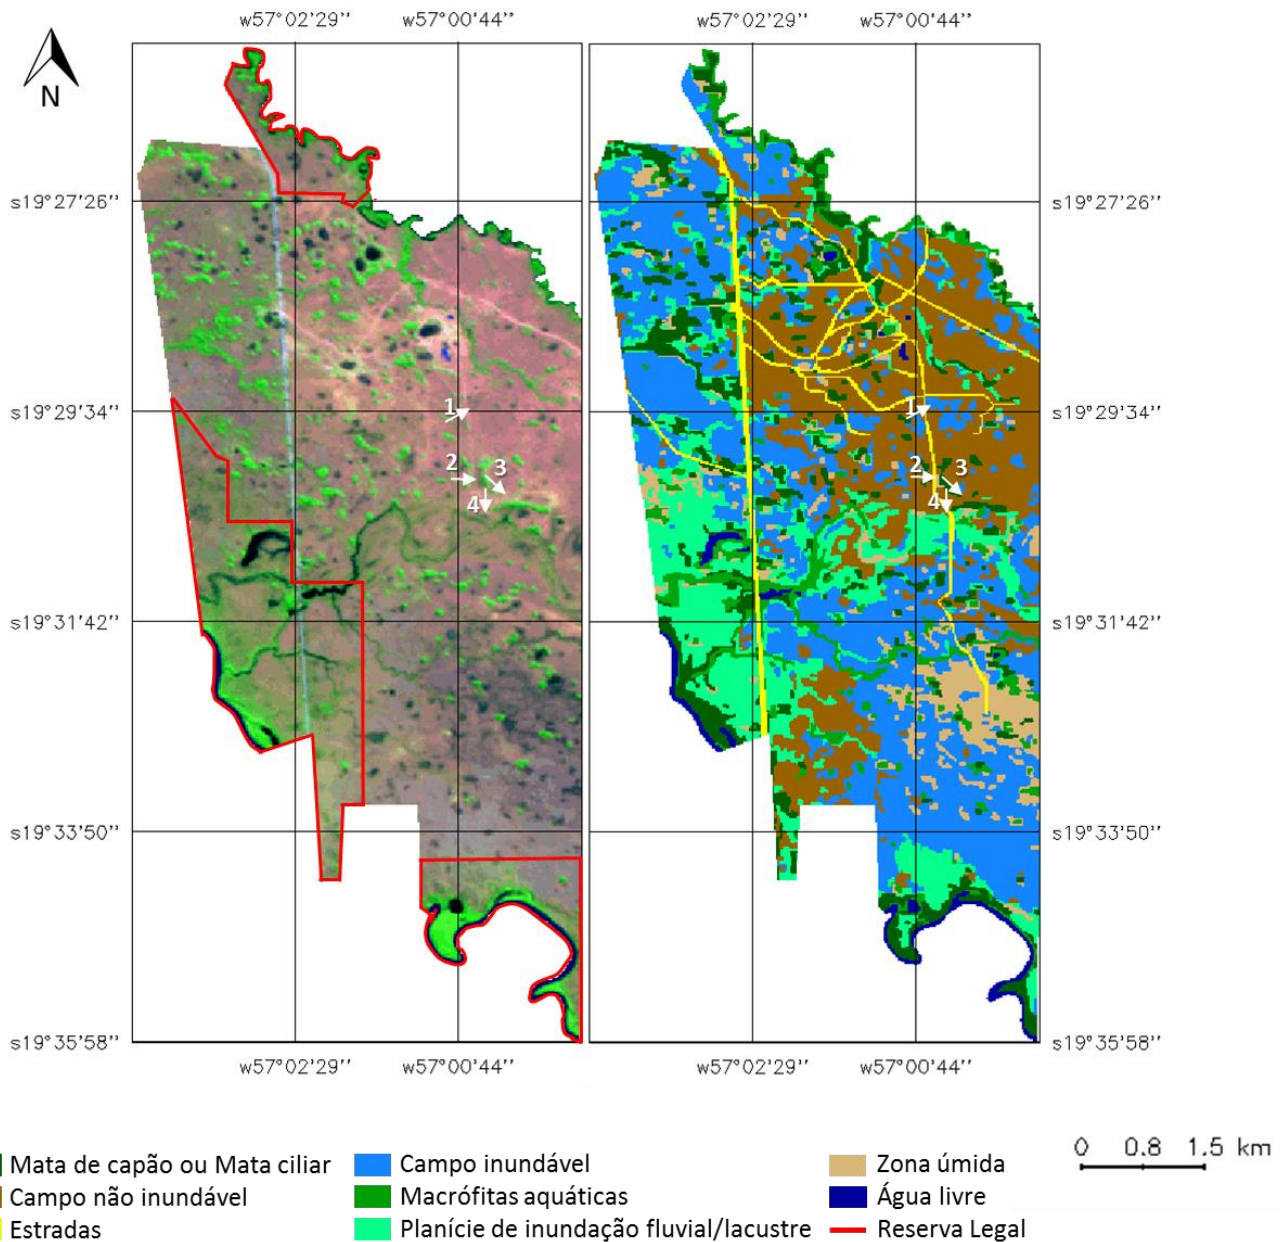 w57°02'29'' w57°00'44'' w57°02'29'' w57°00'44''
N
s19°27'26'' s19°27'26''
s19°29'34'' 1 1 s19°29'34''
2 3 2 3
4 4
s19°31'42'' s19°31'42''
s19°33'50'' s19°33'50''
s19°35'58'' s19°35'58''
w57°02'29'' w57°00'44'' w57°02'29'' w57°00'44''
0 0.8 1.5 km
Mata de capão ou Mata ciliar Campo inundável Zona úmida
Campo não inundável Macrófitas aquáticas Água livre
Estradas Planície de inundação fluvial/lacustre Reserva Legal